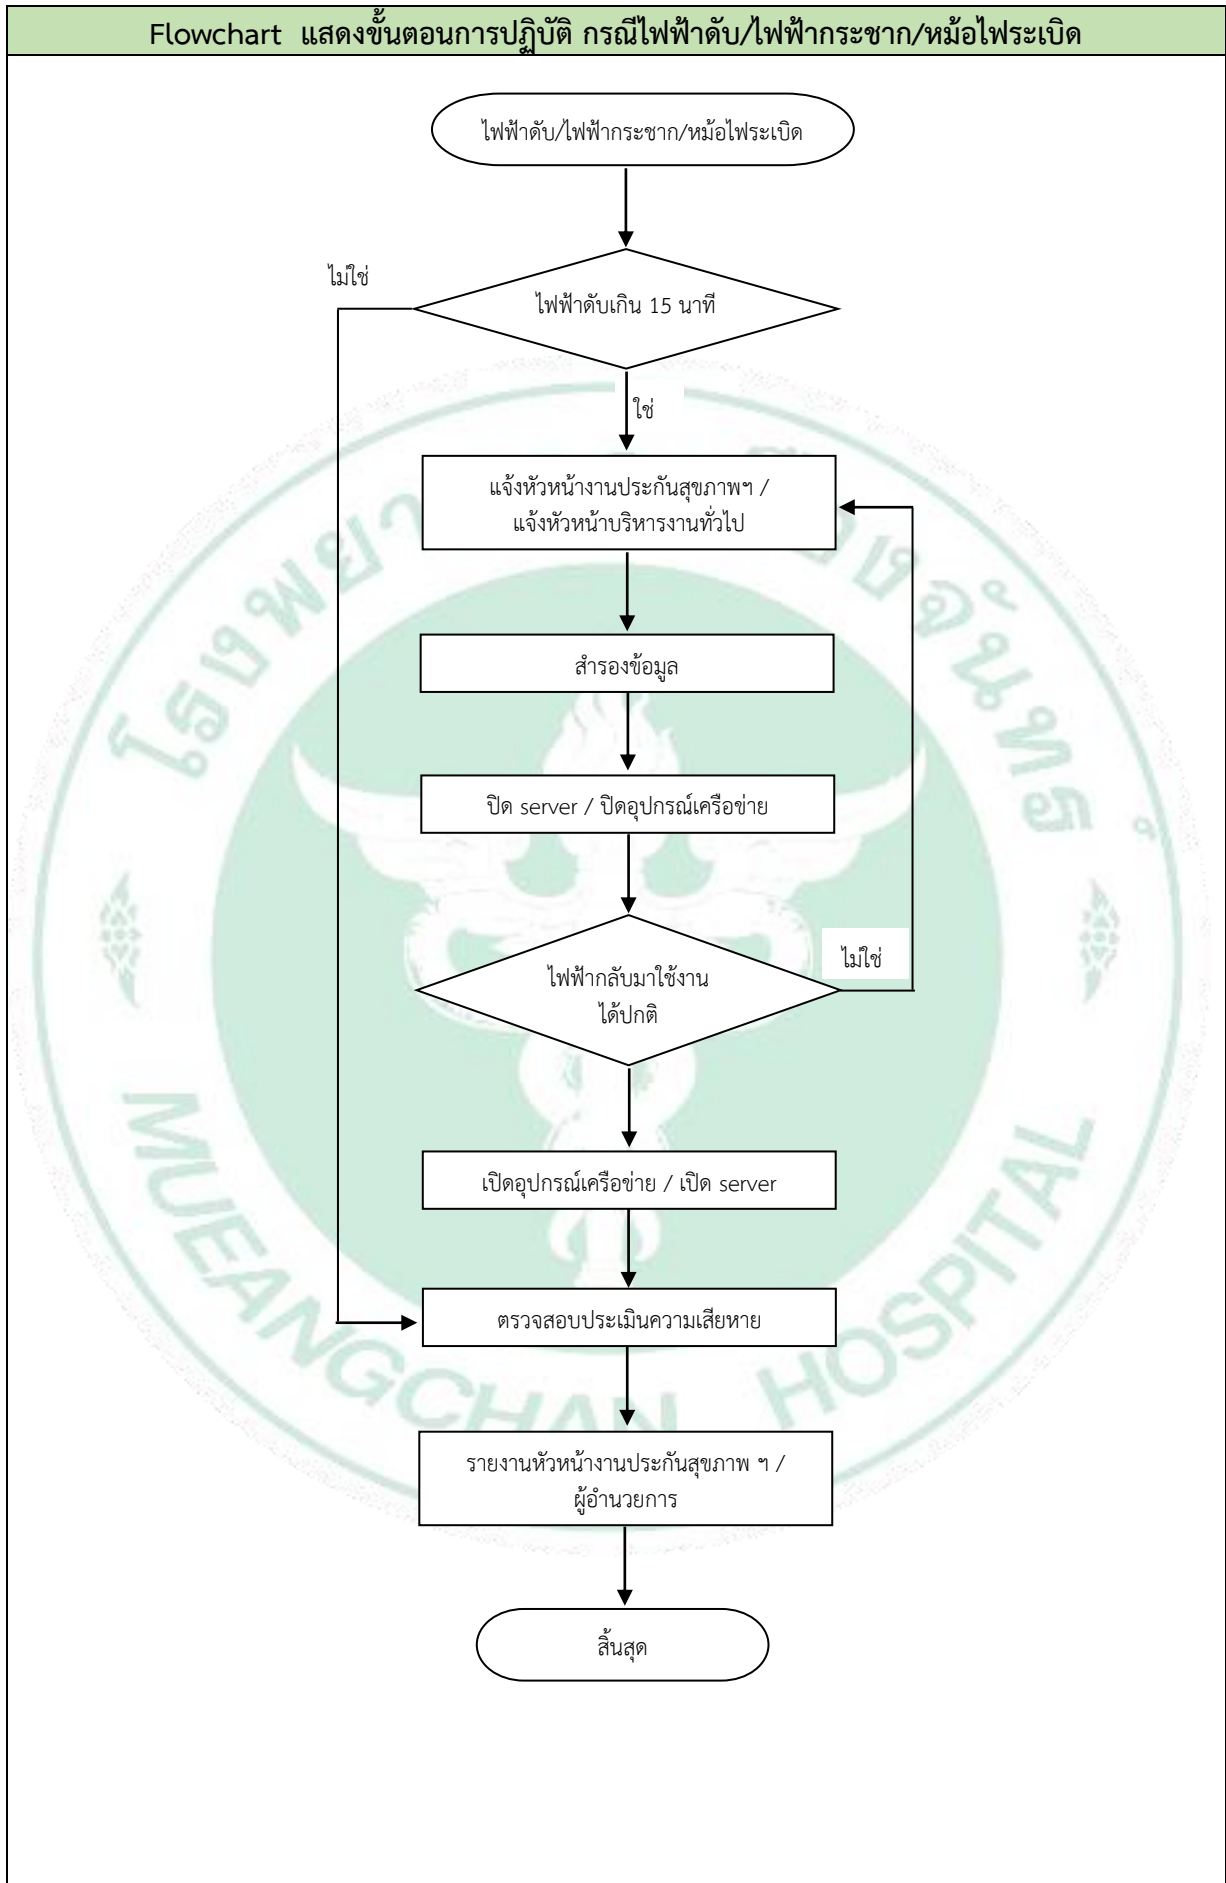 Flowchart แสดงขั้นตอนการปฏิบัติ กรณีไฟฟ้าดับ/ไฟฟ้ากระชาก/หม้อไฟระเบิด
ไฟฟ้าดับ/ไฟฟ้ากระชาก/หม้อไฟระเบิด
ไม่ใช่
ไฟฟ้าดับเกิน 15 นาที
ใช่
แจ้งหัวหน้างานประกันสุขภาพฯ /
แจ้งหัวหน้าบริหารงานทั่วไป
สำรองข้อมูล
ปิด server / ปิดอุปกรณ์เครือข่าย
ไม่ใช่
ไฟฟ้ากลับมาใช้งาน
ได้ปกติ
เปิดอุปกรณ์เครือข่าย / เปิด server
ตรวจสอบประเมินความเสียหาย
รายงานหัวหน้างานประกันสุขภาพ ฯ /
ผู้อำนวยการ
สิ้นสุด
MUEANGCHAN HOSPITAL